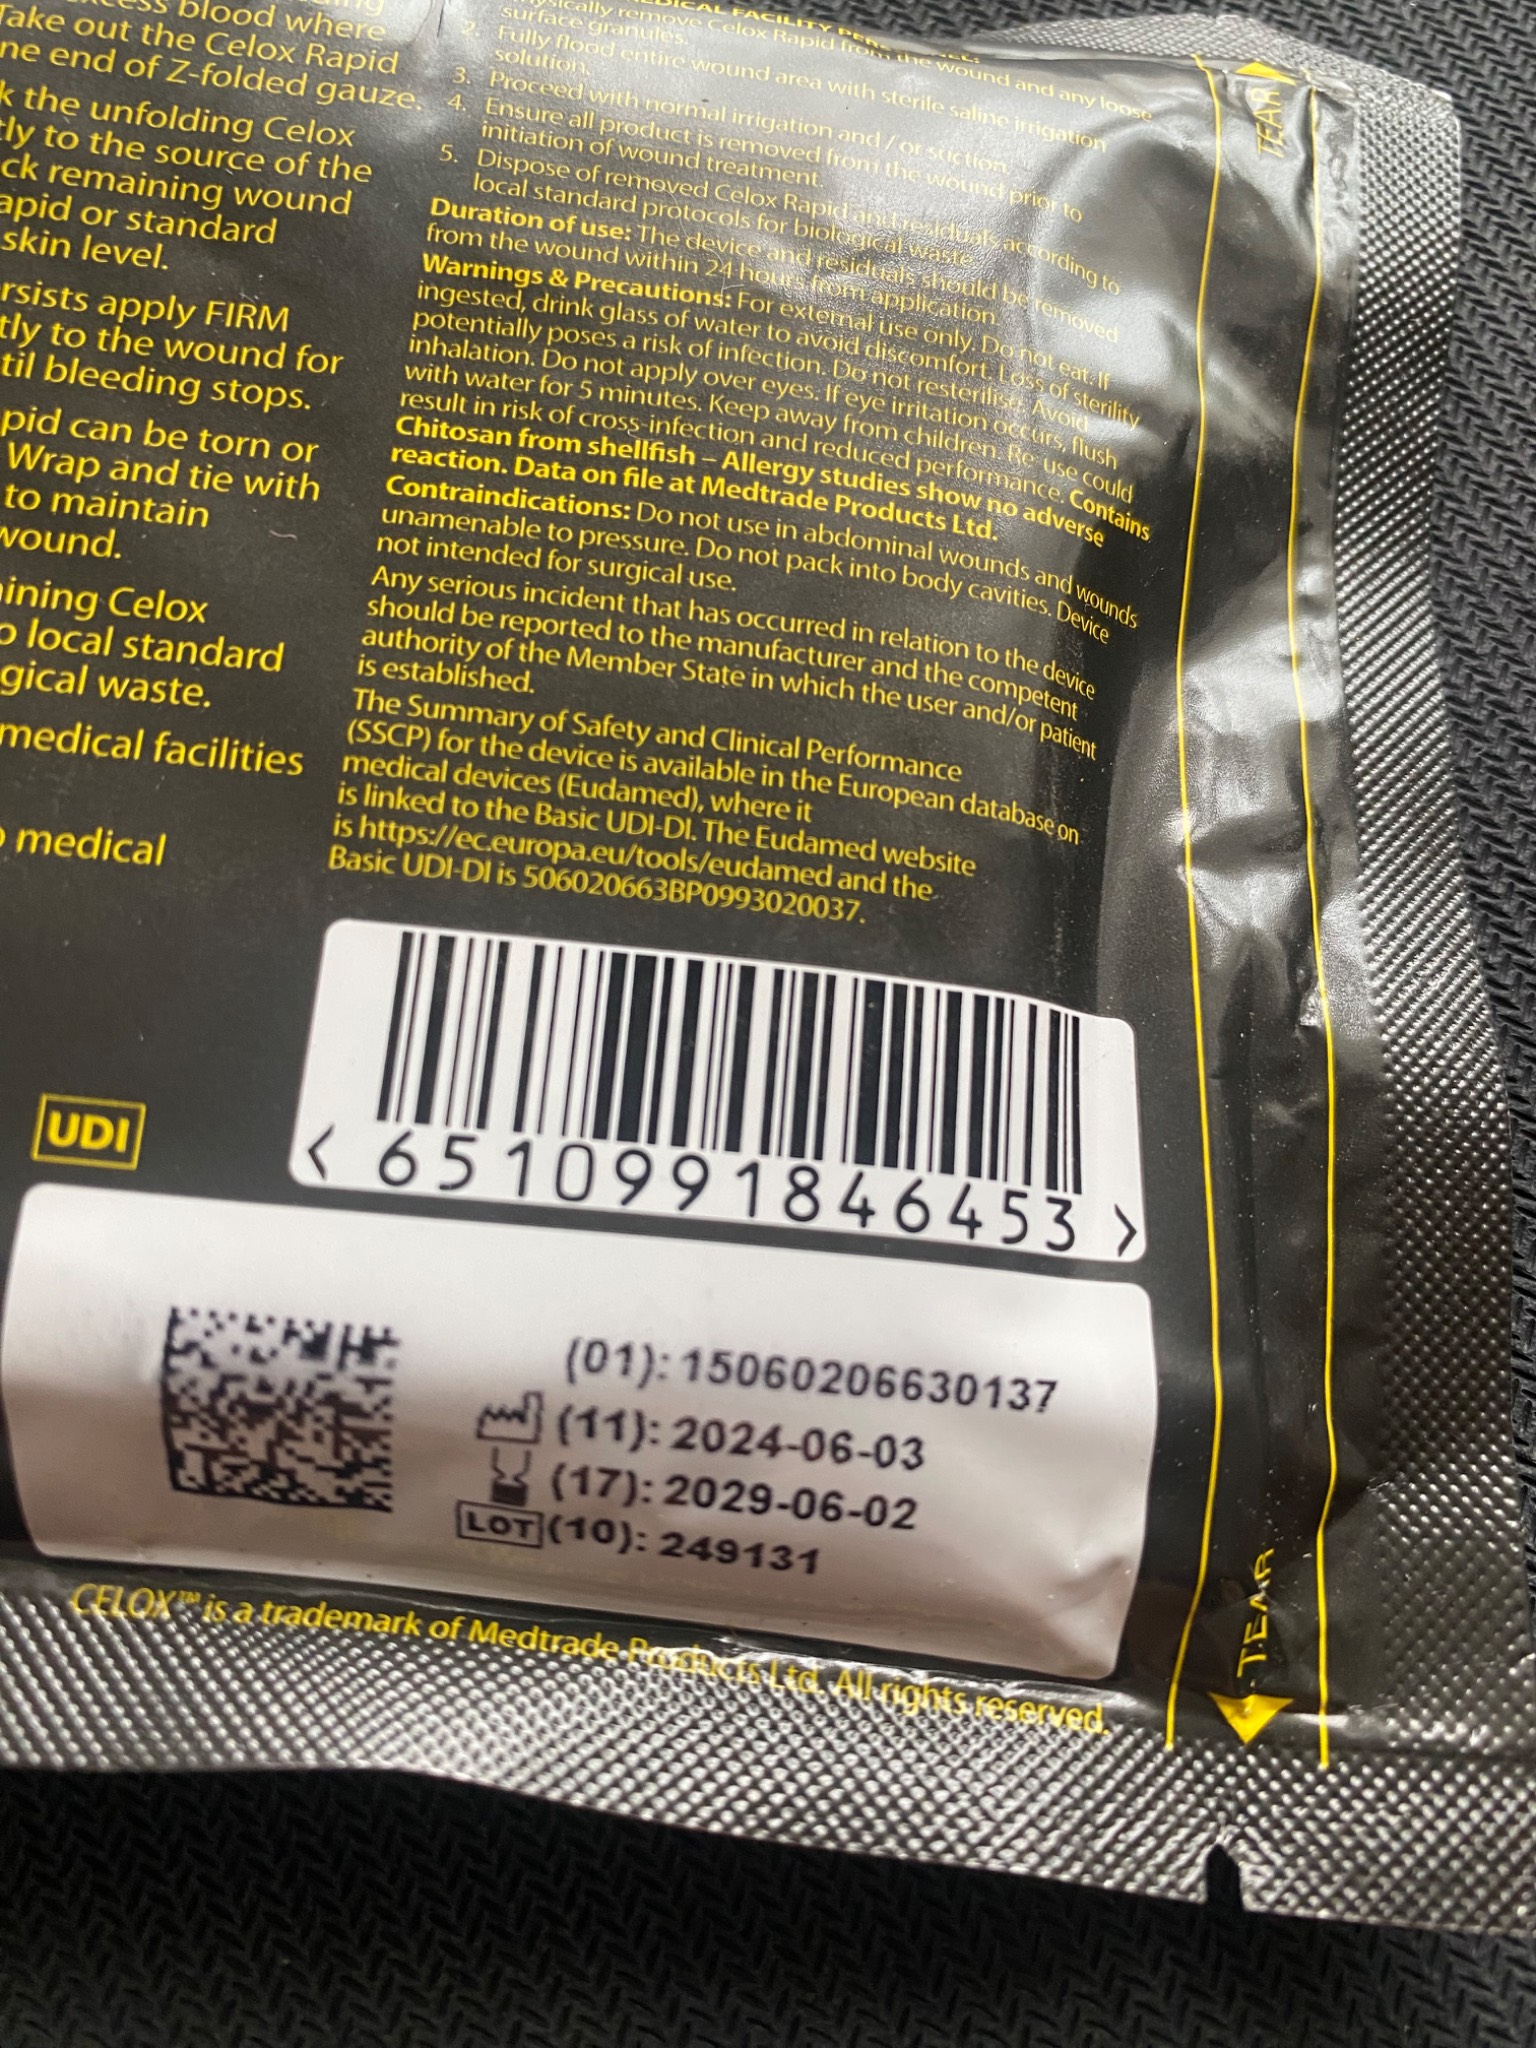 ess blood where
Take out the Celox Rapid
ne end of Z-folded gauze.
k the unfolding Celox
tly to the source of the
ck remaining wound
apid or standard
skin level.
rsists apply FIRM
tly to the wound for
til bleeding stops.
pid can be torn or
Wrap and tie with
to maintain
wound.
ining Celox
o local standard
gical waste.
medical facilities
o medical
MEDICAL FACILITY
physically remove Celox Rapid from the wound and any loose
surface granules.
2. Fully flood entire wound area with sterile saline irrigation
solution.
3. Proceed with normal irrigation and / or suction.
4. Ensure all product is removed from the wound prior to
initiation of wound treatment.
5. Dispose of removed Celox Rapid and residuals according to
local standard protocols for biological waste.
Duration of use: The device and residuals should be removed
from the wound within 24 hours from application.
Warnings & Precautions: For external use only. Do not eat. If
ingested, drink glass of water to avoid discomfort. Loss of sterility
potentially poses a risk of infection. Do not resterilise. Avoid
inhalation. Do not apply over eyes. If eye irritation occurs, flush
with water for 5 minutes. Keep away from children. Re-use could
result in risk of cross-infection and reduced performance. Contains
Chitosan from shellfish – Allergy studies show no adverse
reaction. Data on file at Medtrade Products Ltd.
Contraindications: Do not use in abdominal wounds and wounds
unamenable to pressure. Do not pack into body cavities. Device
not intended for surgical use.
Any serious incident that has occurred in relation to the device
should be reported to the manufacturer and the competent
authority of the Member State in which the user and/or patient
is established.
The Summary of Safety and Clinical Performance
(SSCP) for the device is available in the European database on
medical devices (Eudamed), where it
is linked to the Basic UDI-DI. The Eudamed website
is https://ec.europa.eu/tools/eudamed and the
Basic UDI-DI is 506020663BP0993020037.
TEAR
UDI
< 6510991846453 >
(01): 15060206630137
(11): 2024-06-03
(17): 2029-06-02
LOT (10): 249131
TEAR
CELOX™ is a trademark of Medtrade Products Ltd. All rights reserved.